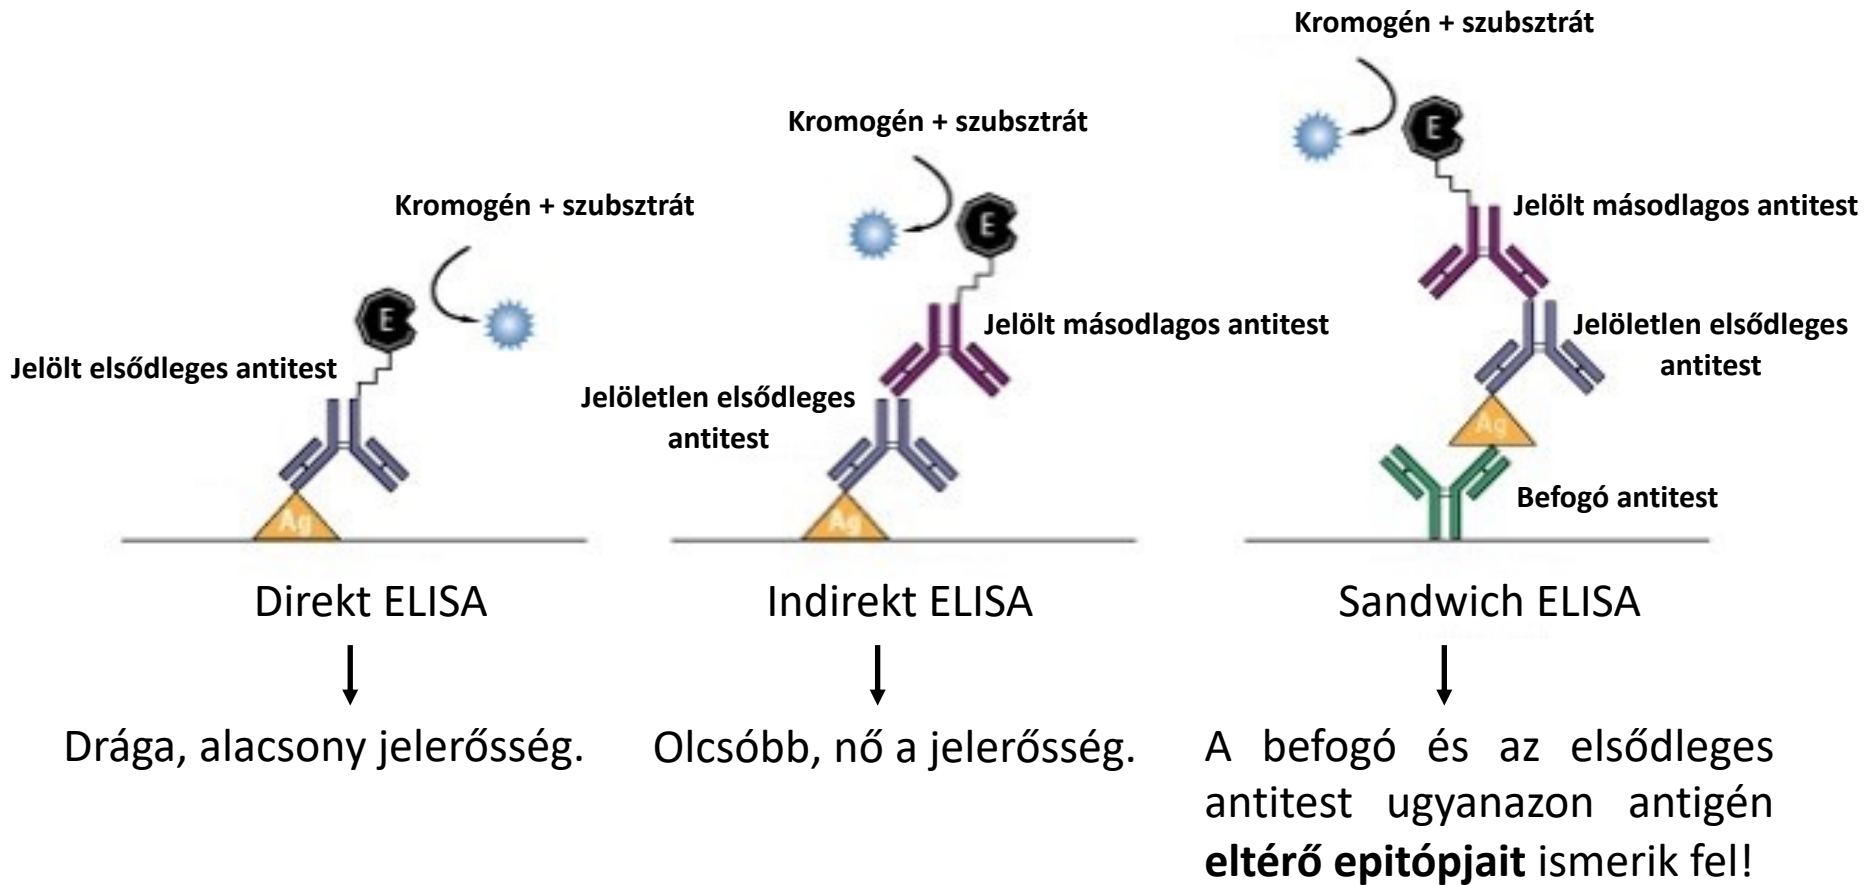 Kromogén + szubsztrát
E
Jelölt elsődleges antitest
Ag
Direkt ELISA
Drága, alacsony jelerősség.
Kromogén + szubsztrát
E
Jelölt másodlagos antitest
Jelöletlen elsődleges
antitest
Ag
Indirekt ELISA
Olcsóbb, nő a jelerősség.
Kromogén + szubsztrát
E
Jelölt másodlagos antitest
Jelöletlen elsődleges
antitest
Ag
Befogó antitest
Sandwich ELISA
A befogó és az elsődleges
antitest ugyanazon antigén
eltérő epitópjait ismerik fel!